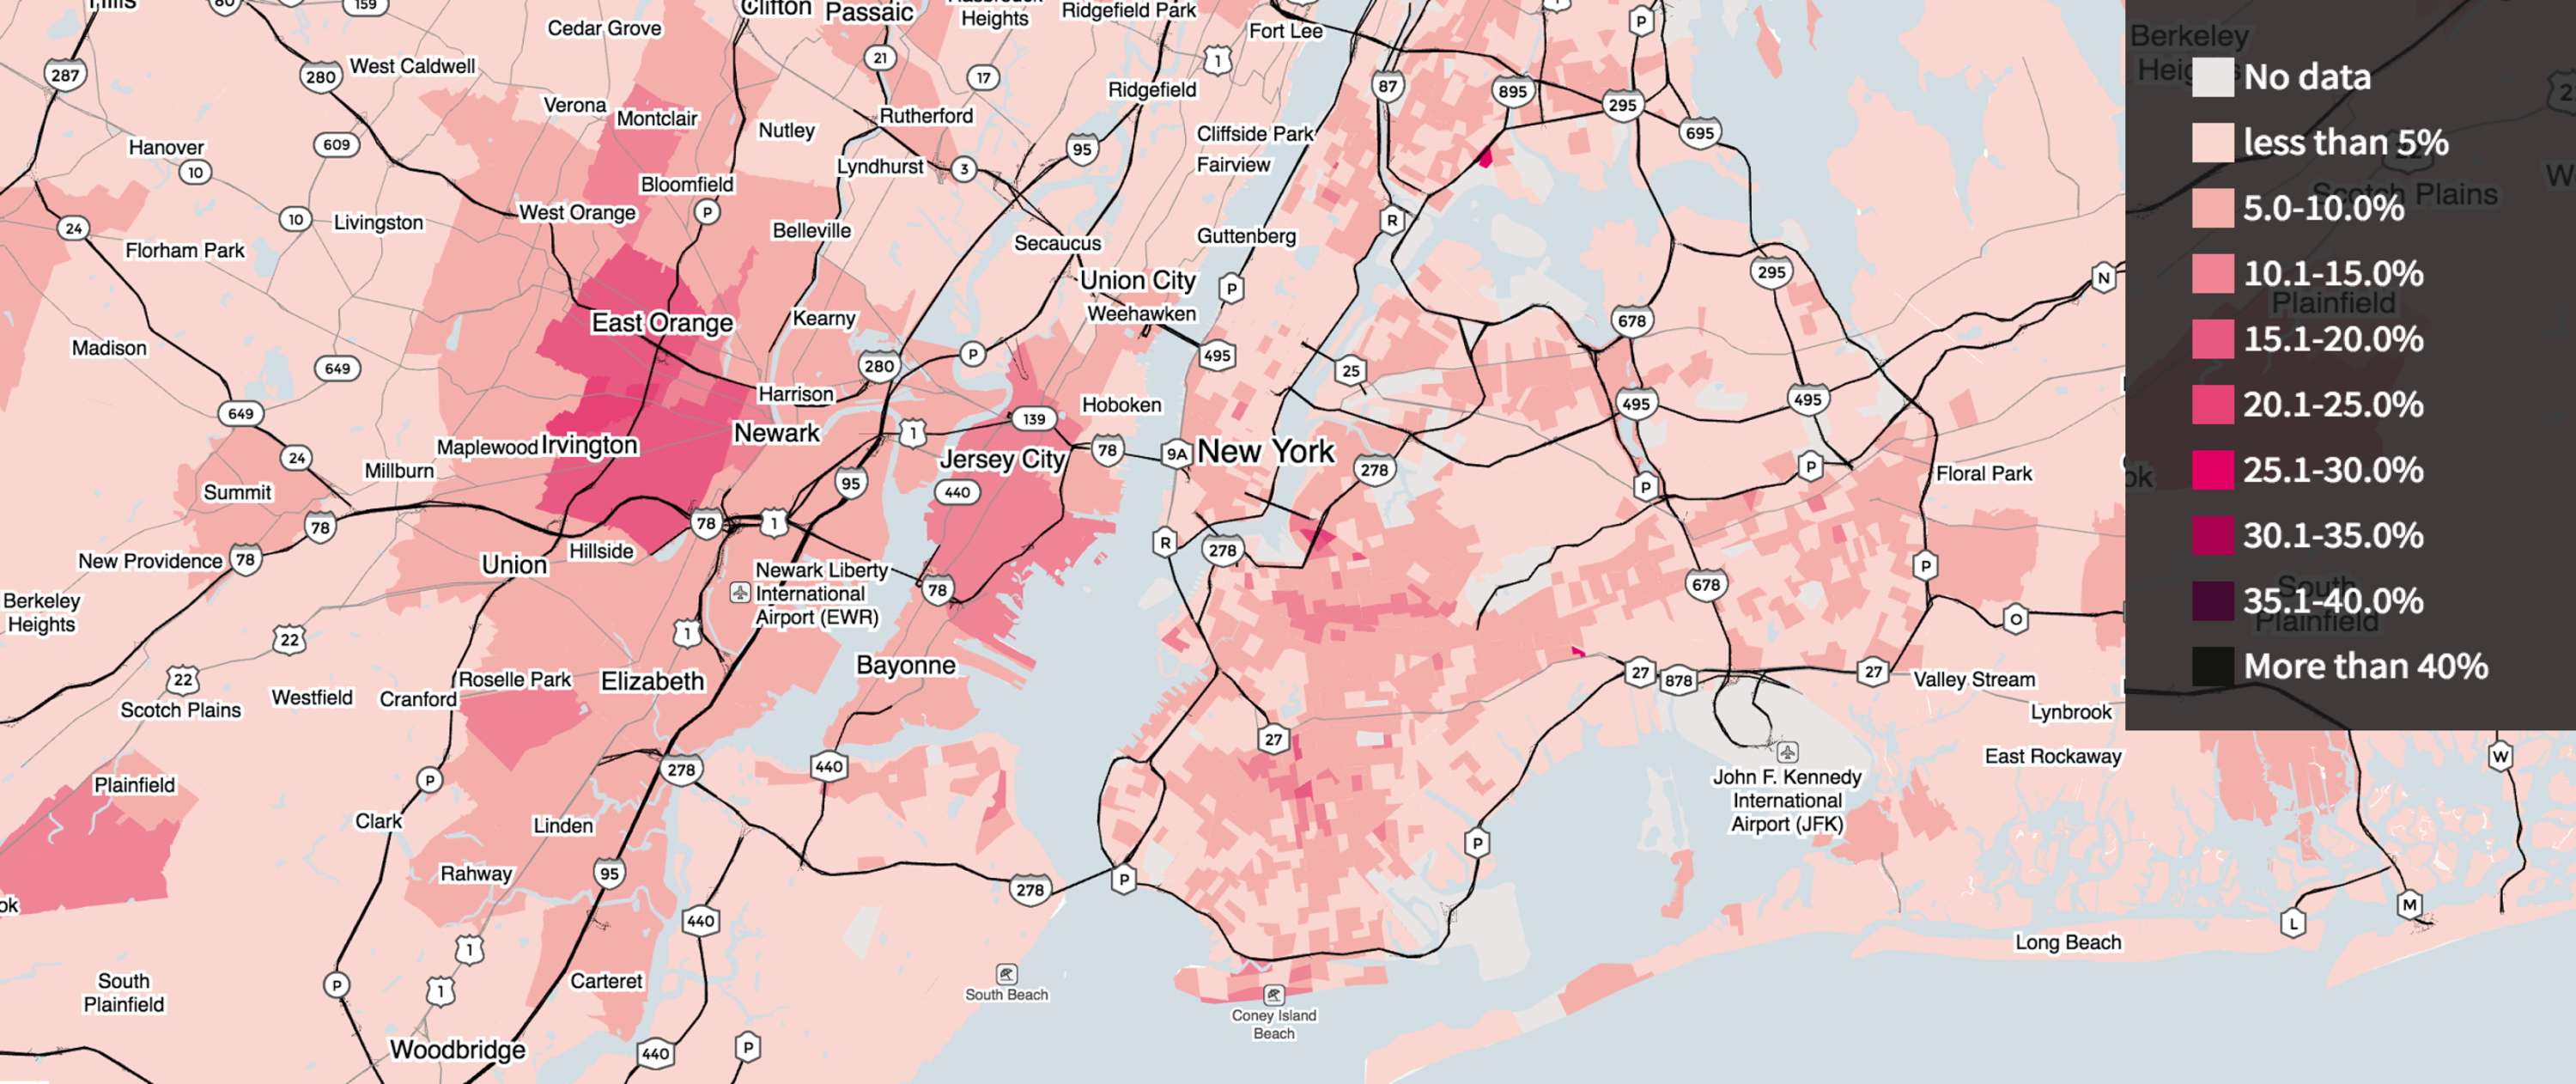 Hills
80
159
Cedar Grove
Clifton
Passaic
Hasbrouck
Heights
Ridgefield Park
Fort Lee
P
287
280
West Caldwell
21
17
1
87
895
295
695
Verona
Montclair
Nutley
Rutherford
Ridgefield
Cliffside Park
Fairview
Hanover
10
609
Lyndhurst
3
95
Bloomfield
P
West Orange
10
Livingston
24
Florham Park
Belleville
Secaucus
Guttenberg
R
Union City
Weehawken
P
495
295
N
678
East Orange
Kearny
Madison
649
280
P
25
649
Harrison
Hoboken
139
495
495
Maplewood
Irvington
Newark
1
Jersey City
78
9A
New York
278
P
P
Floral Park
24
Millburn
Summit
78
440
95
78
1
New Providence
78
Union
Hillside
R
278
P
678
Berkeley
Heights
Newark Liberty
International
Airport (EWR)
78
22
1
O
22
Scotch Plains
Westfield
Cranford
Roselle Park
Elizabeth
Bayonne
27
878
27
Valley Stream
Lynbrook
27
278
440
John F. Kennedy
International
Airport (JFK)
East Rockaway
W
Plainfield
P
Clark
Linden
P
Rahway
95
278
P
ok
440
L
M
1
Long Beach
South
Plainfield
P
1
Carteret
South Beach
Coney Island
Beach
Woodbridge
440
P
Berkeley
Heig
No data
less than 5%
Scotch Plains
5.0-10.0%
10.1-15.0%
Plainfield
15.1-20.0%
20.1-25.0%
ok
25.1-30.0%
30.1-35.0%
South
35.1-40.0%
Plainfield
More than 40%